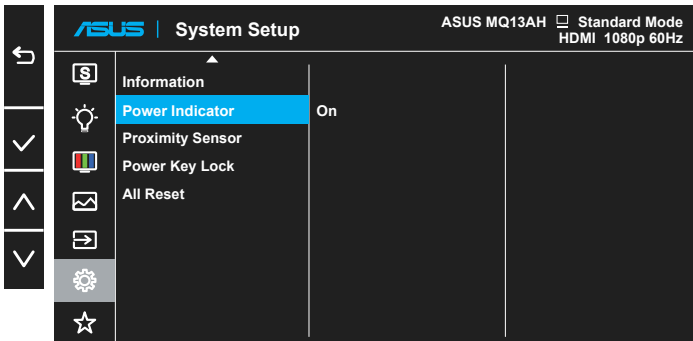 ASUS | System Setup
ASUS MQ13AH Standard Mode
HDMI 1080p 60Hz
S
Information
Power Indicator On
Proximity Sensor
Power Key Lock
All Reset